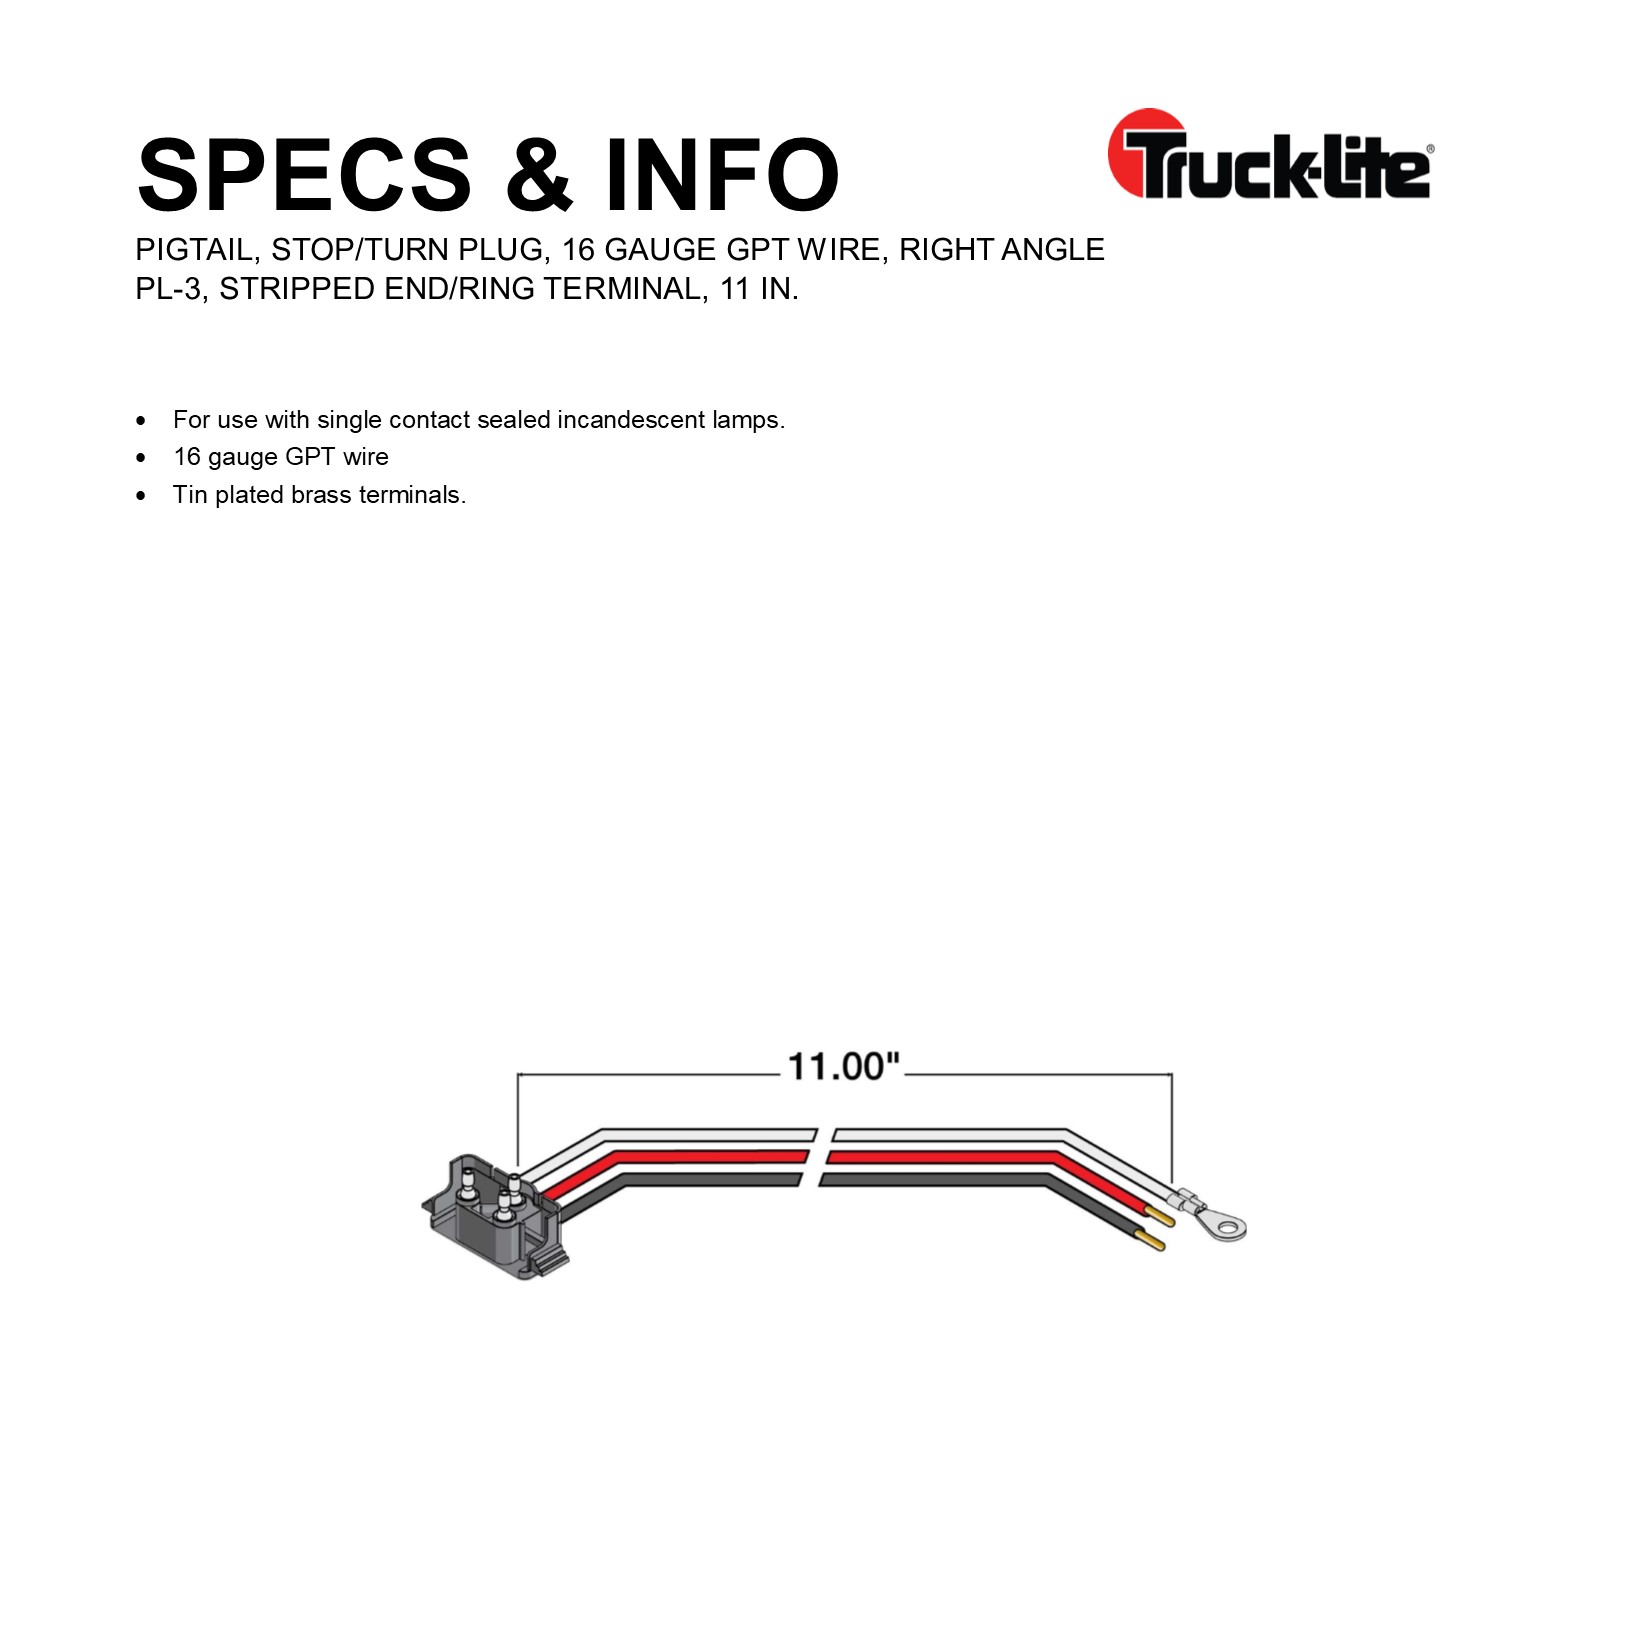 SPECS & INFO
Truck-Lite®
PIGTAIL, STOP/TURN PLUG, 16 GAUGE GPT WIRE, RIGHT ANGLE
PL-3, STRIPPED END/RING TERMINAL, 11 IN.
• For use with single contact sealed incandescent lamps.
• 16 gauge GPT wire
• Tin plated brass terminals.
11.00"